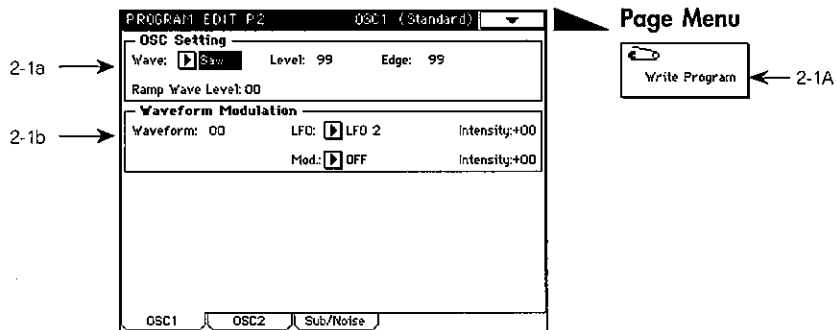 PROGRAM EDIT P2 OSC1 (Standard)
Page Menu
OSC Setting
2-1a
Wave: Saw Level: 99 Edge: 99
Ramp Wave Level: 00
Write Program
2-1A
Waveform Modulation
2-1b
Waveform: 00 LFO: LFO 2 Intensity:+00
Mod.: OFF Intensity:+00
OSC1 OSC2 Sub/Noise